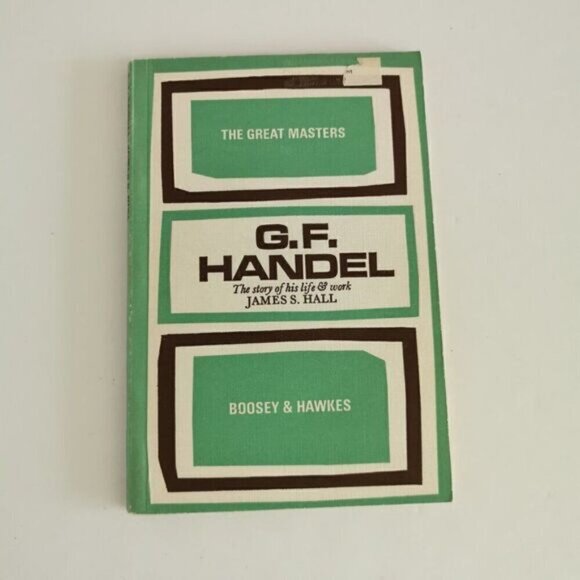 THE GREAT MASTERS
G.F.
HANDEL
The story of his life & work
JAMES S. HALL
BOOSEY & HAWKES